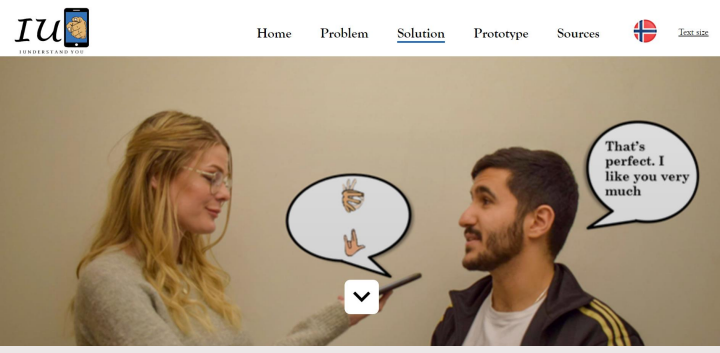 IU
I UNDERSTAND YOU
Home Problem Solution Prototype Sources Text size
That's
perfect. I
like you very
much